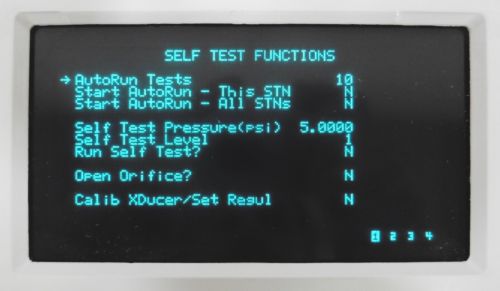 SELF TEST FUNCTIONS
→AutoRun Tests 10
Start AutoRun - This STN N
Start AutoRun - All STNs N
Self Test Pressure(psi) 5.0000
Self Test Level 1
Run Self Test? N
Open Orifice? N
Calib XDucer/Set Regul N
1 2 3 4